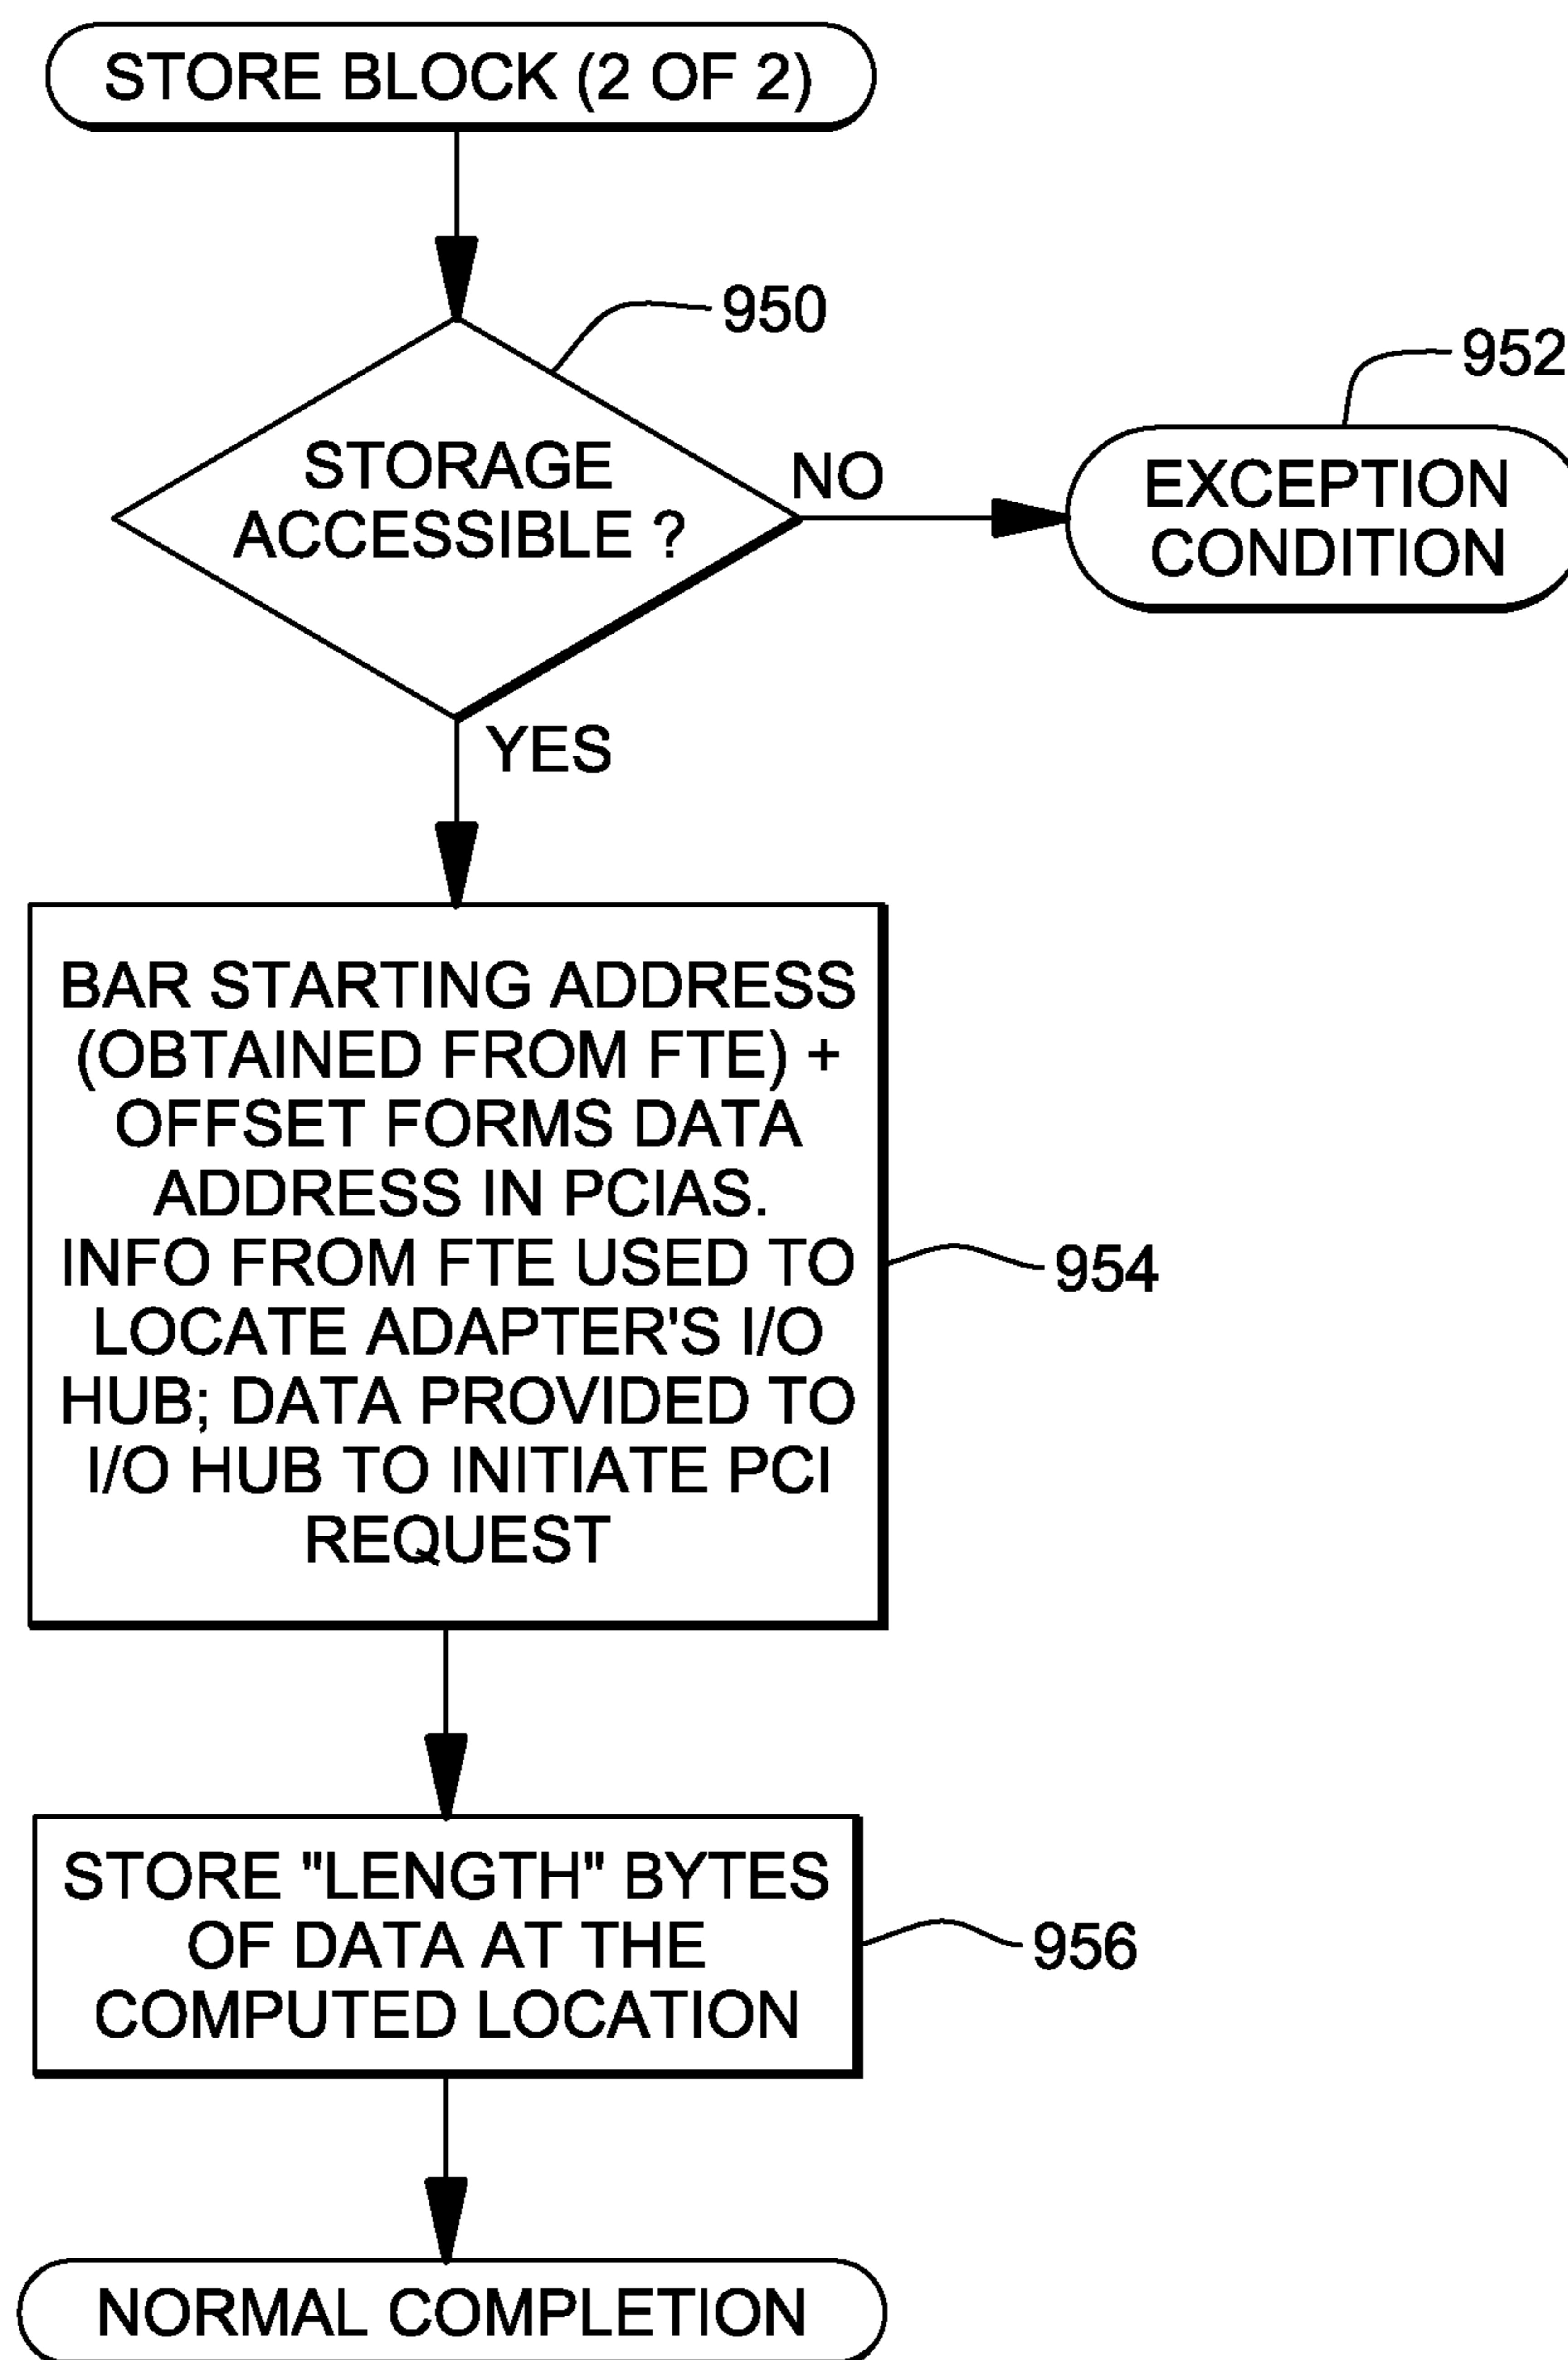 STORE BLOCK (2 OF 2)
950
952
STORAGE
ACCESSIBLE ?
NO
EXCEPTION
CONDITION
YES
BAR STARTING ADDRESS
(OBTAINED FROM FTE) +
OFFSET FORMS DATA
ADDRESS IN PCIAS.
INFO FROM FTE USED TO
LOCATE ADAPTER'S I/O
HUB; DATA PROVIDED TO
I/O HUB TO INITIATE PCI
REQUEST
954
STORE "LENGTH" BYTES
OF DATA AT THE
COMPUTED LOCATION
956
NORMAL COMPLETION